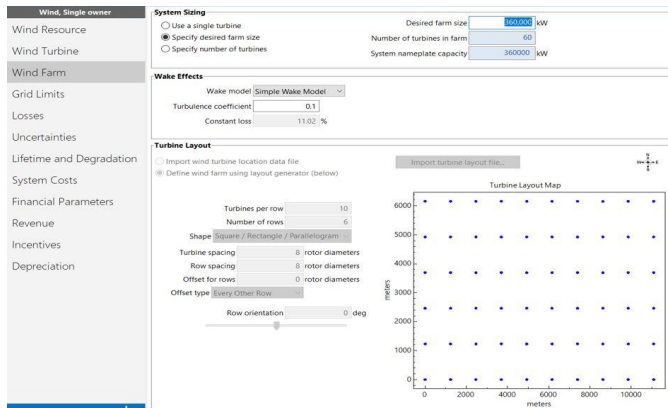 Wind, Single owner
Wind Resource
Wind Turbine
Wind Farm
Grid Limits
Losses
Uncertainties
Lifetime and Degradation
System Costs
Financial Parameters
Revenue
Incentives
Depreciation
System Sizing
Use a single turbine
Specify desired farm size
Specify number of turbines
Desired farm size 360,000 kW
Number of turbines in farm 60
System nameplate capacity 360000 kW
Wake Effects
Wake model Simple Wake Model
Turbulence coefficient 0.1
Constant loss 11.02 %
Turbine Layout
Import wind turbine location data file
Define wind farm using layout generator (below)
Import turbine layout file...
N
W E
S
Turbines per row 10
Number of rows 6
Shape Square / Rectangle / Parallelogram
Turbine spacing 8 rotor diameters
Row spacing 8 rotor diameters
Offset for rows 0 rotor diameters
Offset type Every Other Row
Row orientation 0 deg
Turbine Layout Map
6000
5000
4000
3000
2000
1000
0
meters
0 2000 4000 6000 8000 10000
meters